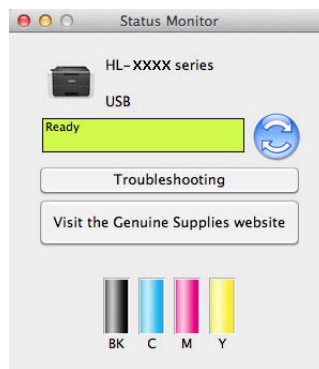 Status Monitor
HL-XXXX series
USB
Ready
Troubleshooting
Visit the Genuine Supplies website
BK C M Y